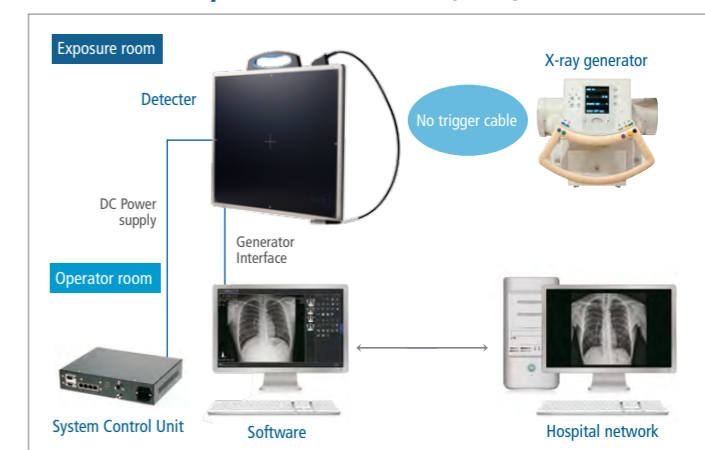 Exposure room
X-ray generator
Detecter
No trigger cable
DC Power
supply
Generator
Interface
Operator room
System Control Unit
Software
Hospital network